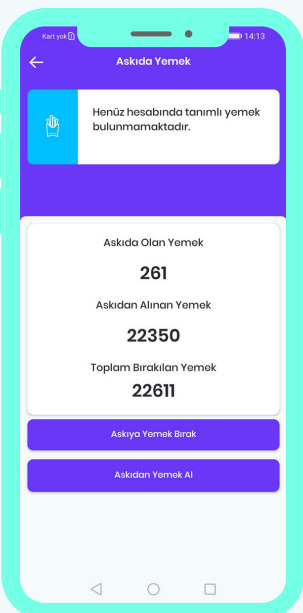 Kart yok 14:13
Askıda Yemek
Henüz hesabında tanımlı yemek
bulunmamaktadır.
Askıda Olan Yemek
261
Askıdan Alınan Yemek
22350
Toplam Bırakılan Yemek
22611
Askıya Yemek Bırak
Askıdan Yemek Al